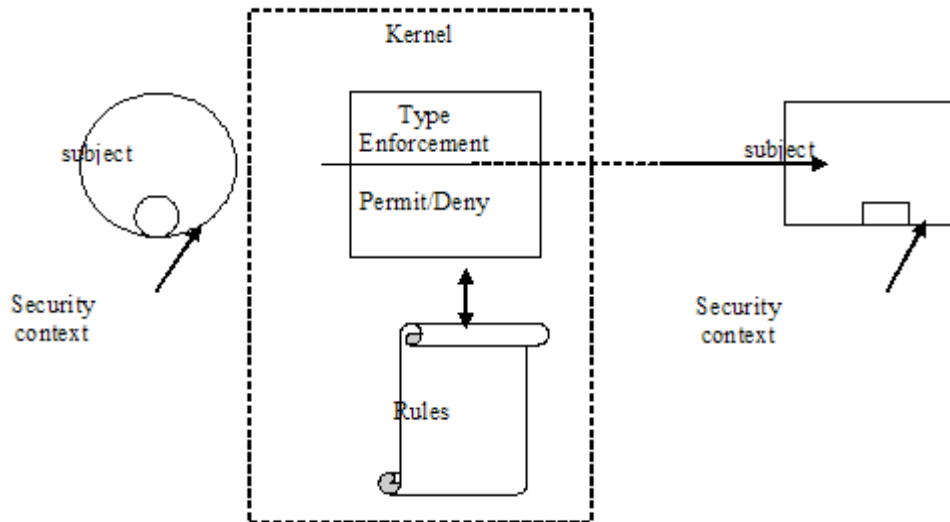 Kernel
Type
Enforcement
Permit/Deny
subject
Security
context
Rules
subject
Security
context